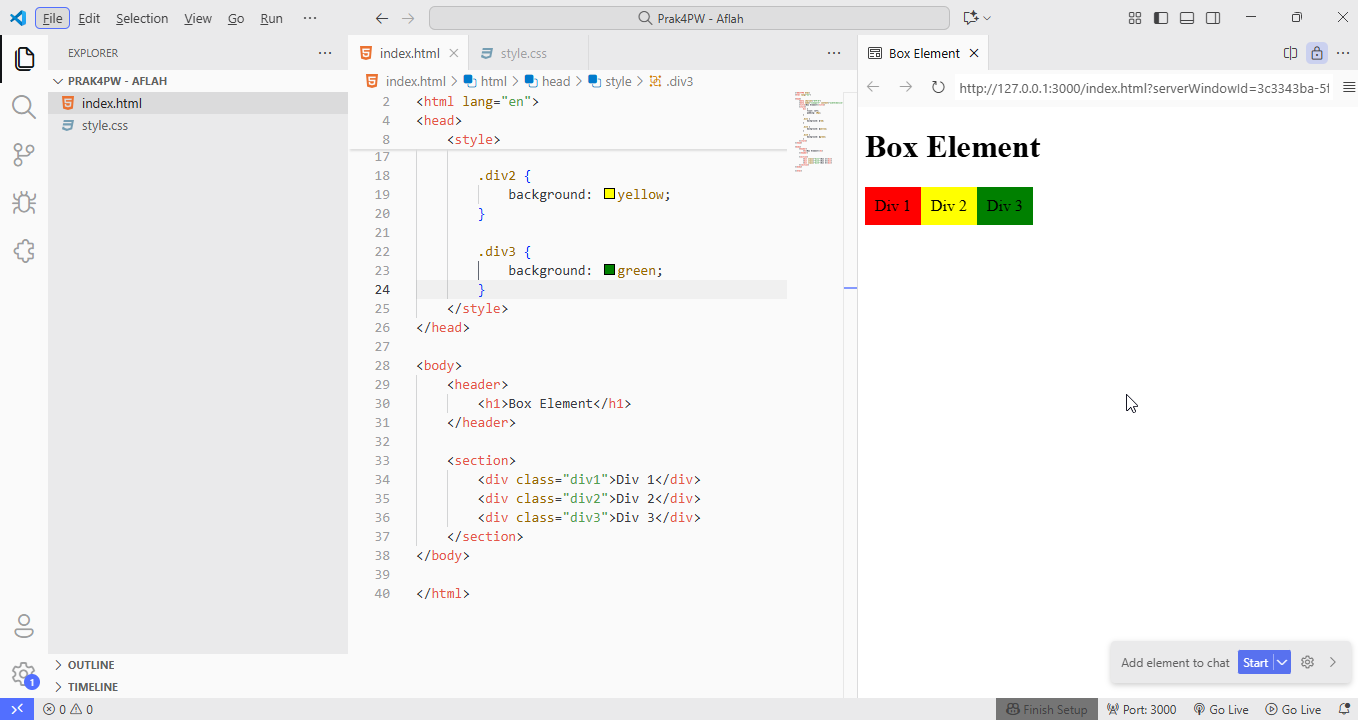 File Edit Selection View Go Run ···
Prak4PW - Aflah
EXPLORER
PRAK4PW - AFLAH
index.html
style.css
OUTLINE
TIMELINE
index.html
style.css
index.html > html > head > style > .div3
2 <html lang="en">
4 <head>
8 <style>
17
18 .div2 {
19 background: yellow;
20 }
21
22 .div3 {
23 background: green;
24 }
25 </style>
26 </head>
27
28 <body>
29 <header>
30 <h1>Box Element</h1>
31 </header>
32
33 <section>
34 <div class="div1">Div 1</div>
35 <div class="div2">Div 2</div>
36 <div class="div3">Div 3</div>
37 </section>
38 </body>
39
40 </html>
Box Element
http://127.0.0.1:3000/index.html?serverWindowId=3c3343ba-5f
Box Element
Div 1 Div 2 Div 3
Add element to chat Start
1
0 0
Finish Setup Port: 3000 Go Live Go Live